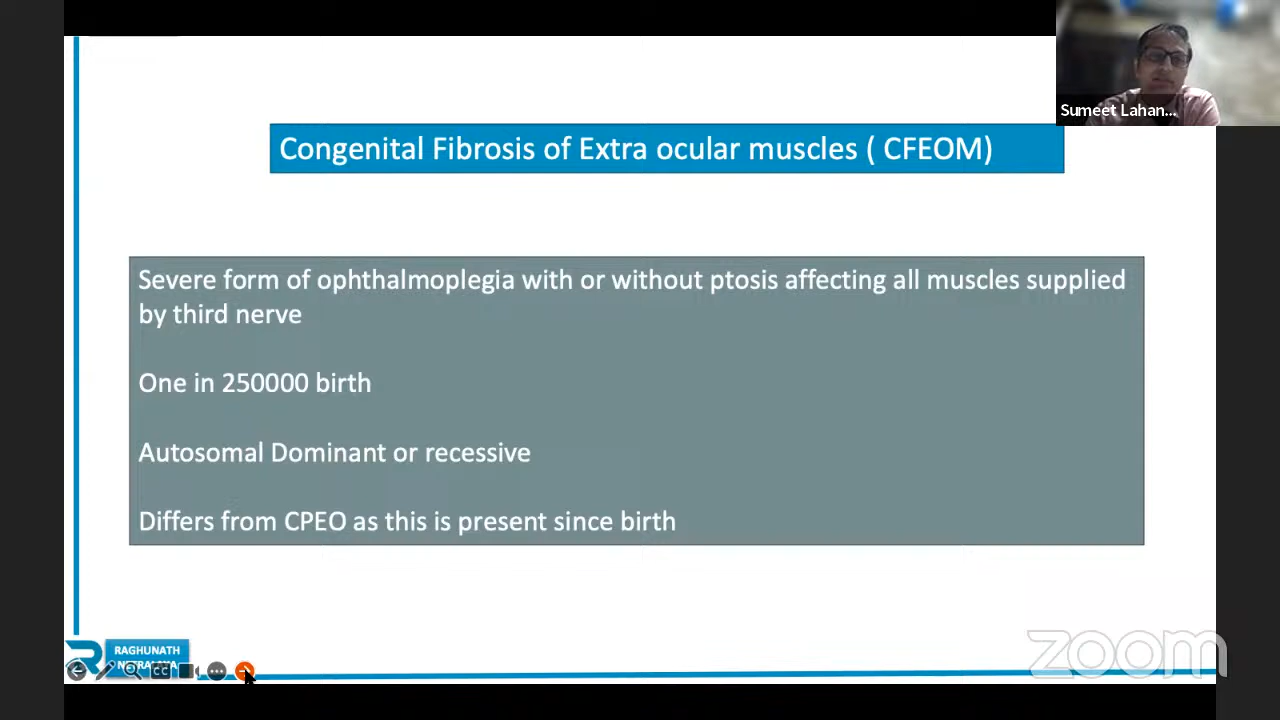 Sumeet Lahan...
Congenital Fibrosis of Extra ocular muscles ( CFEOM)
Severe form of ophthalmoplegia with or without ptosis affecting all muscles supplied
by third nerve
One in 250000 birth
Autosomal Dominant or recessive
Differs from CPEO as this is present since birth
RAGHUNATH
CC
zoom